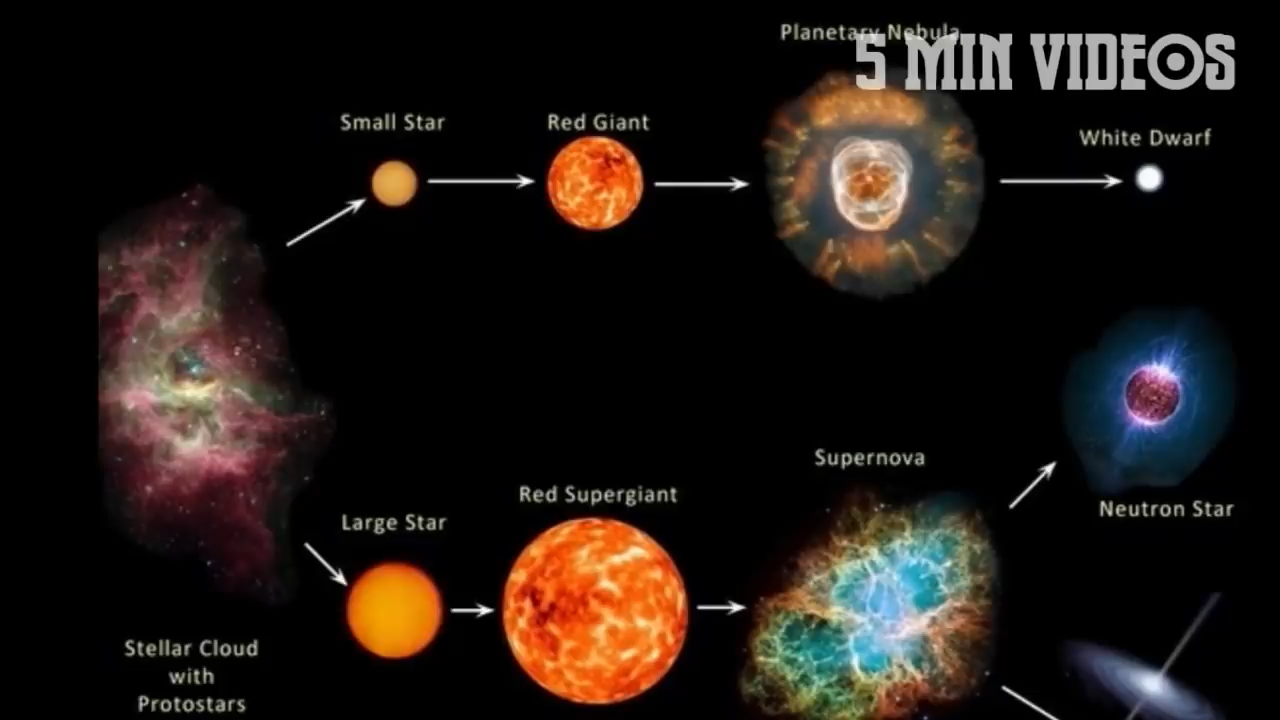 Planetary Nebula
5 MIN VIDEOS
Small Star
Red Giant
White Dwarf
Supernova
Red Supergiant
Neutron Star
Large Star
Stellar Cloud
with
Protostars